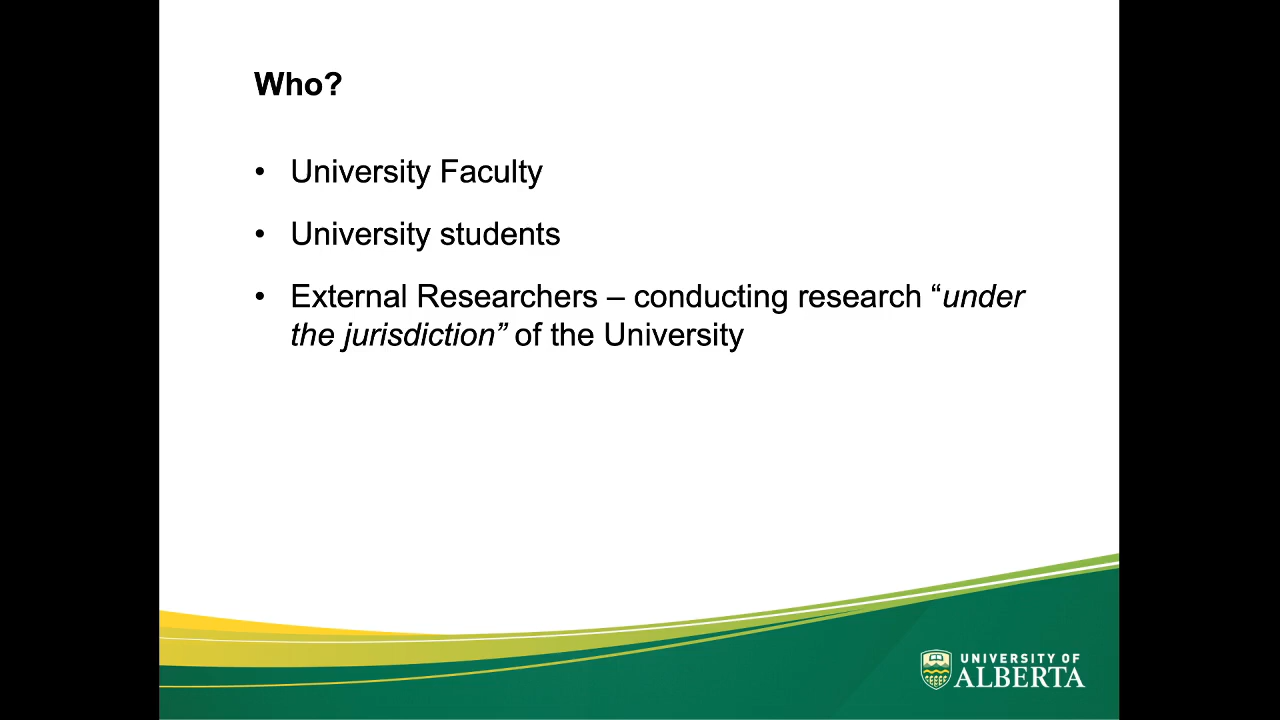 Who?
• University Faculty
• University students
• External Researchers – conducting research “under
the jurisdiction” of the University
UNIVERSITY OF
ALBERTA